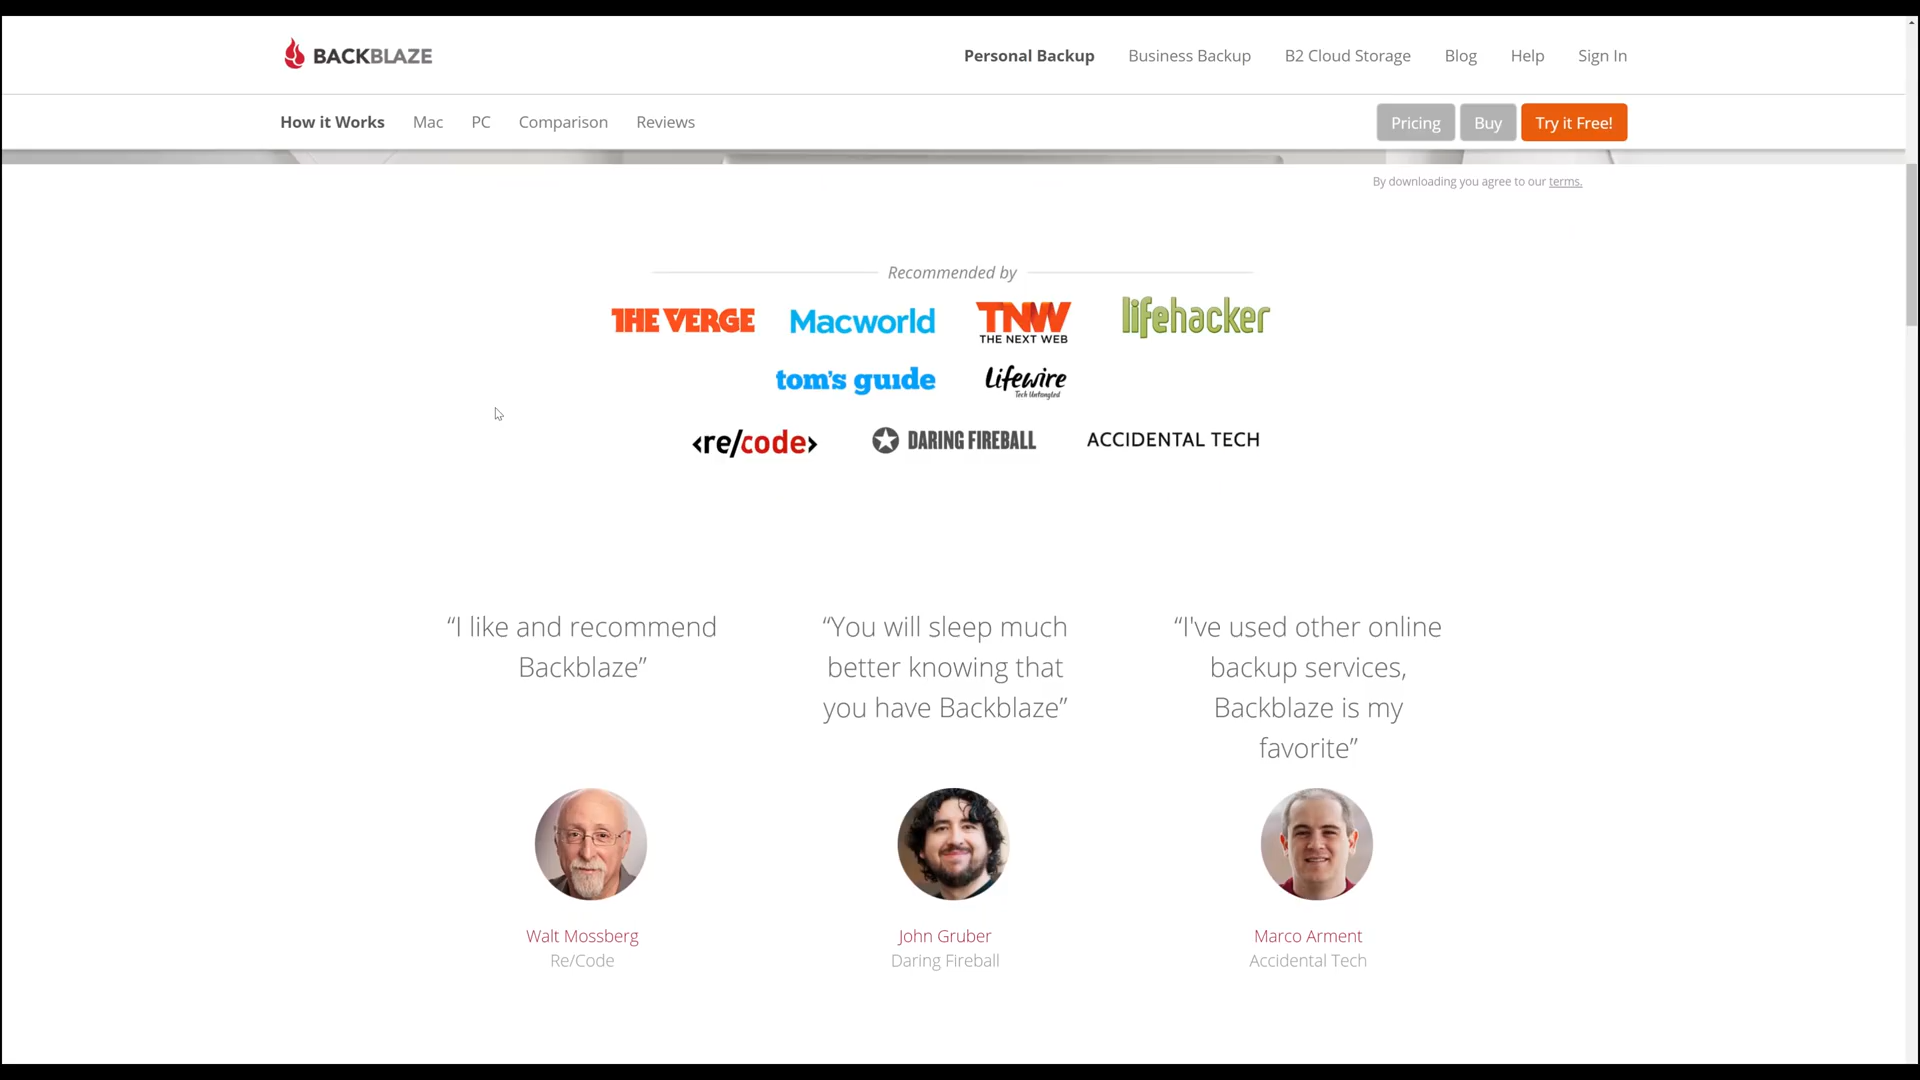 BACKBLAZE
Personal Backup Business Backup B2 Cloud Storage Blog Help Sign In
How it Works Mac PC Comparison Reviews Pricing Buy Try it Free!
By downloading you agree to our terms.
Recommended by
THE VERGE Macworld TNW lifehacker
THE NEXT WEB
tom's guide Lifewire
Tech Untangled
<re/code> DARING FIREBALL ACCIDENTAL TECH
“I like and recommend
Backblaze”
“You will sleep much
better knowing that
you have Backblaze”
“I've used other online
backup services,
Backblaze is my
favorite”
Walt Mossberg
Re/Code
John Gruber
Daring Fireball
Marco Arment
Accidental Tech